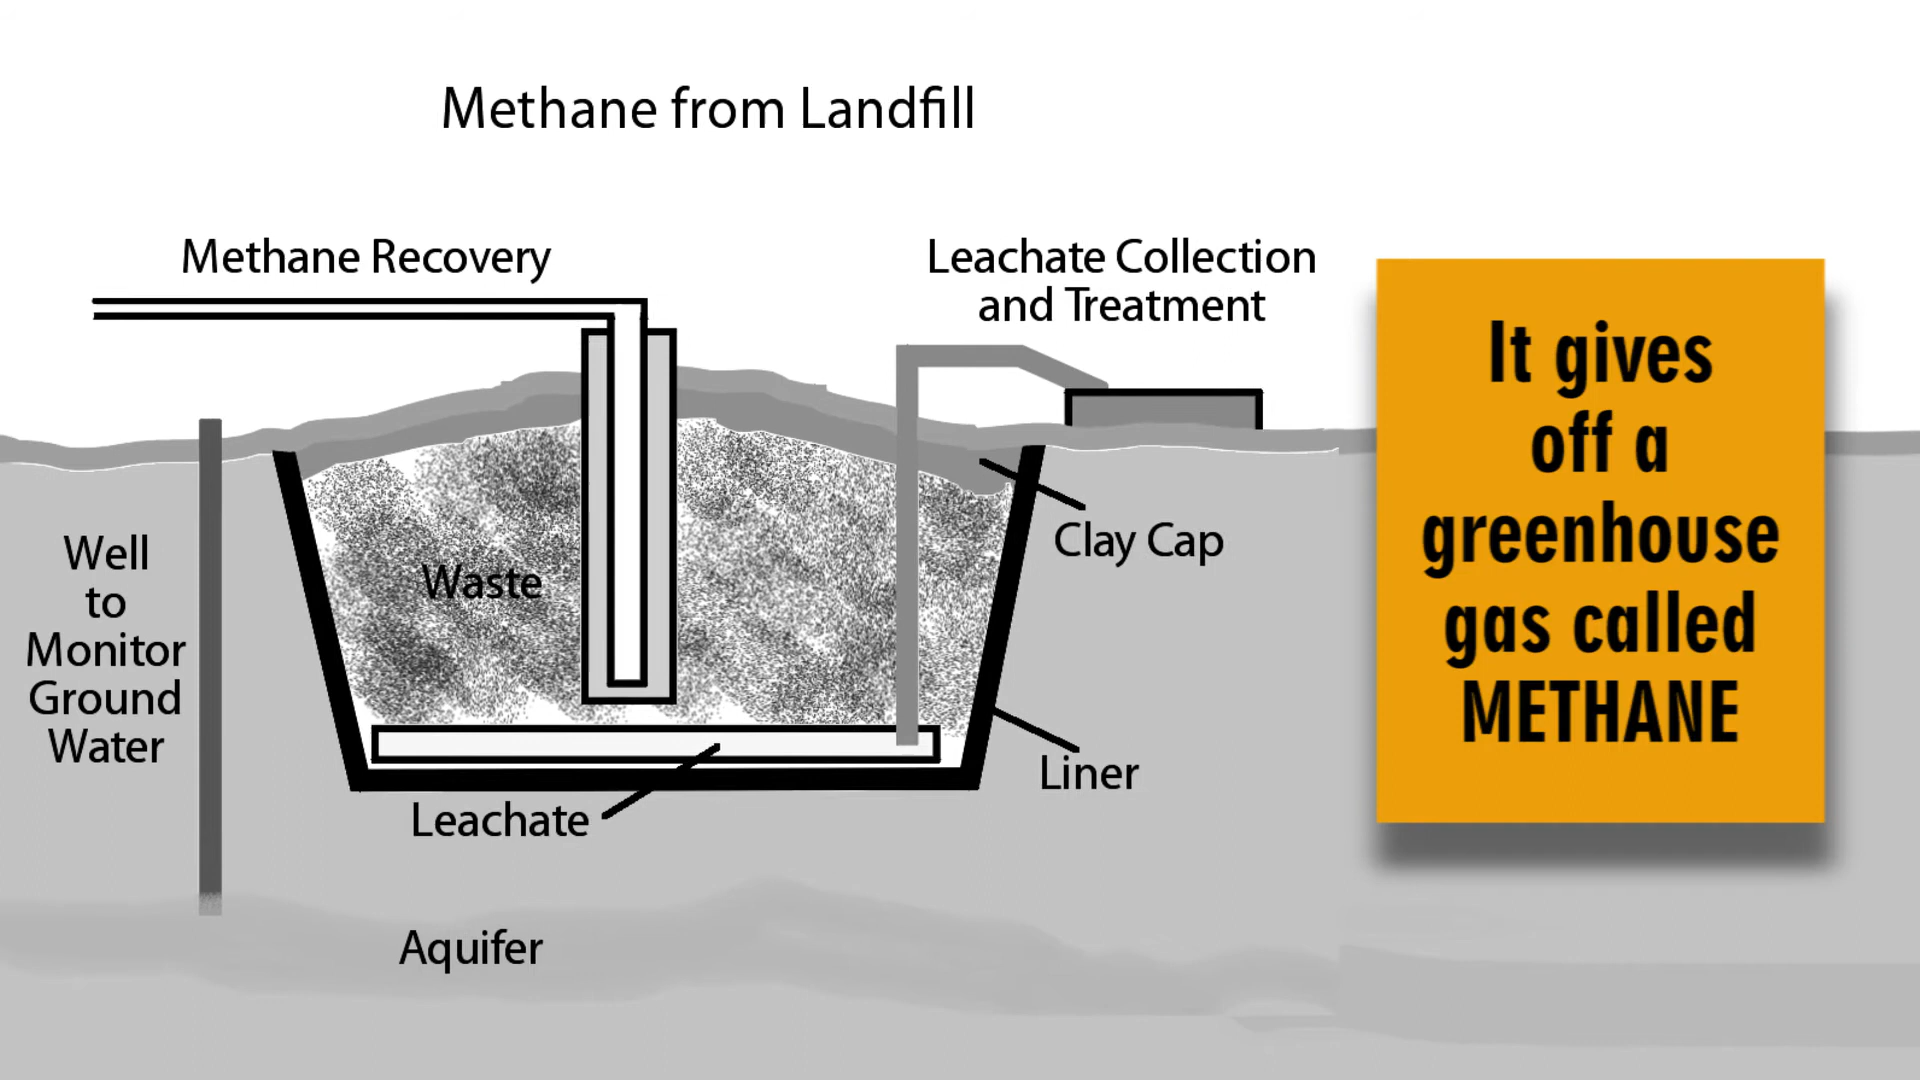 Methane from Landfill
Methane Recovery
Leachate Collection
and Treatment
It gives
off a
greenhouse
gas called
METHANE
Well
to
Monitor
Ground
Water
Waste
Clay Cap
Liner
Leachate
Aquifer